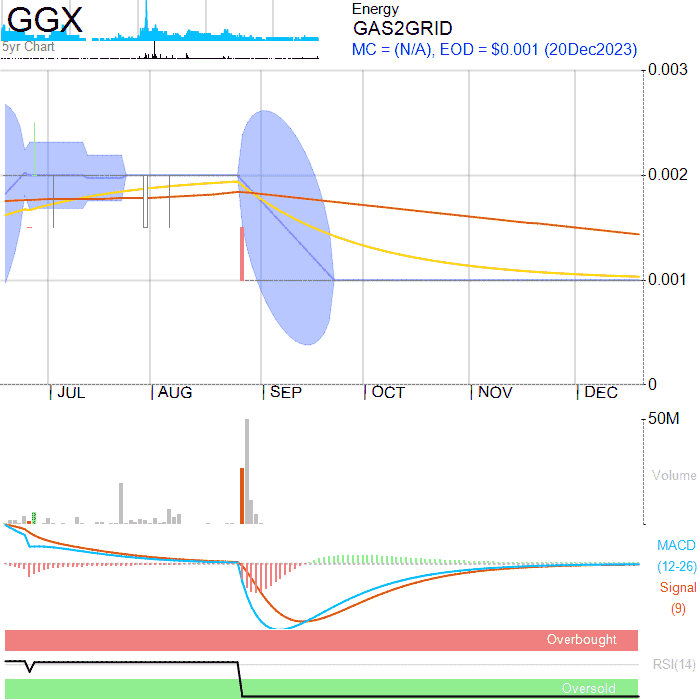 GGX
5yr Chart
Energy
GAS2GRID
MC = (N/A), EOD = $0.001 (20Dec2023)
0.003
0.002
0.001
0
JUL AUG SEP OCT NOV DEC
50M
Volume
MACD
(12-26)
Signal
(9)
Overbought
RSI(14)
Oversold